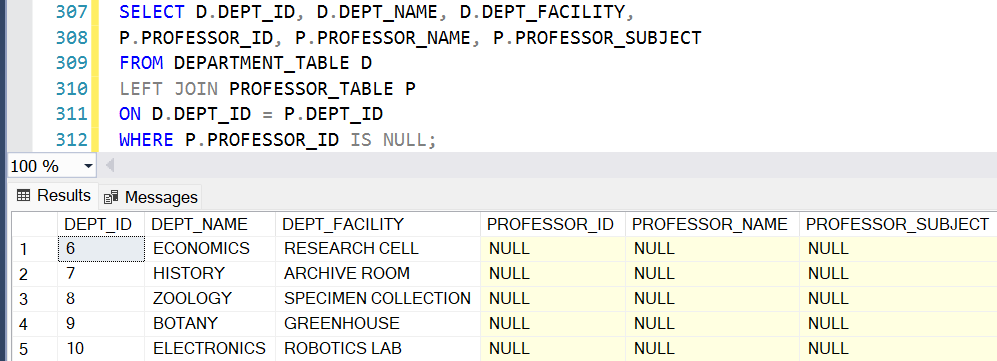 307 SELECT D.DEPT_ID, D.DEPT_NAME, D.DEPT_FACILITY,
308 P.PROFESSOR_ID, P.PROFESSOR_NAME, P.PROFESSOR_SUBJECT
309 FROM DEPARTMENT_TABLE D
310 LEFT JOIN PROFESSOR_TABLE P
311 ON D.DEPT_ID = P.DEPT_ID
312 WHERE P.PROFESSOR_ID IS NULL;
100 %
Results Messages
DEPT_ID DEPT_NAME DEPT_FACILITY PROFESSOR_ID PROFESSOR_NAME PROFESSOR_SUBJECT
1 6 ECONOMICS RESEARCH CELL NULL NULL NULL
2 7 HISTORY ARCHIVE ROOM NULL NULL NULL
3 8 ZOOLOGY SPECIMEN COLLECTION NULL NULL NULL
4 9 BOTANY GREENHOUSE NULL NULL NULL
5 10 ELECTRONICS ROBOTICS LAB NULL NULL NULL